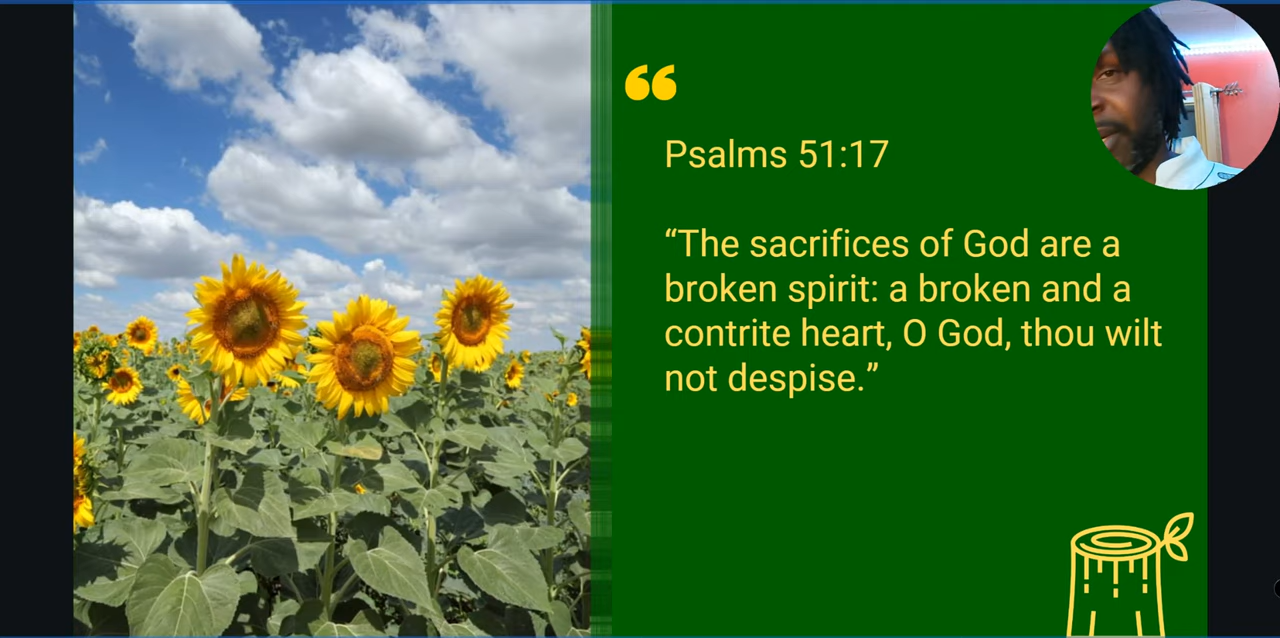 ❝
Psalms 51:17
“The sacrifices of God are a
broken spirit: a broken and a
contrite heart, O God, thou wilt
not despise.”